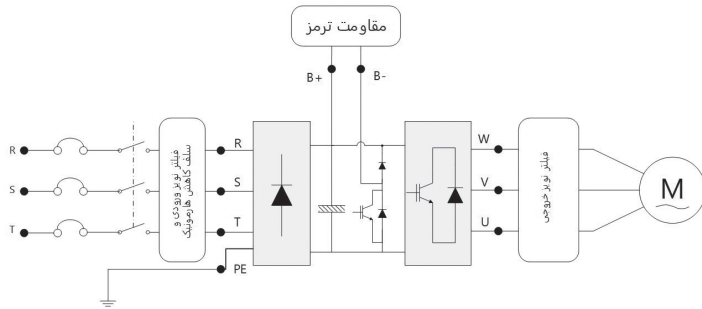 مقاومت ترمز
B+
B-
R
S
T
فیلتر نویز ورودی و
سلف کاهش هارمونیک
R
S
T
PE
W
V
U
فیلتر نویز خروجی
M